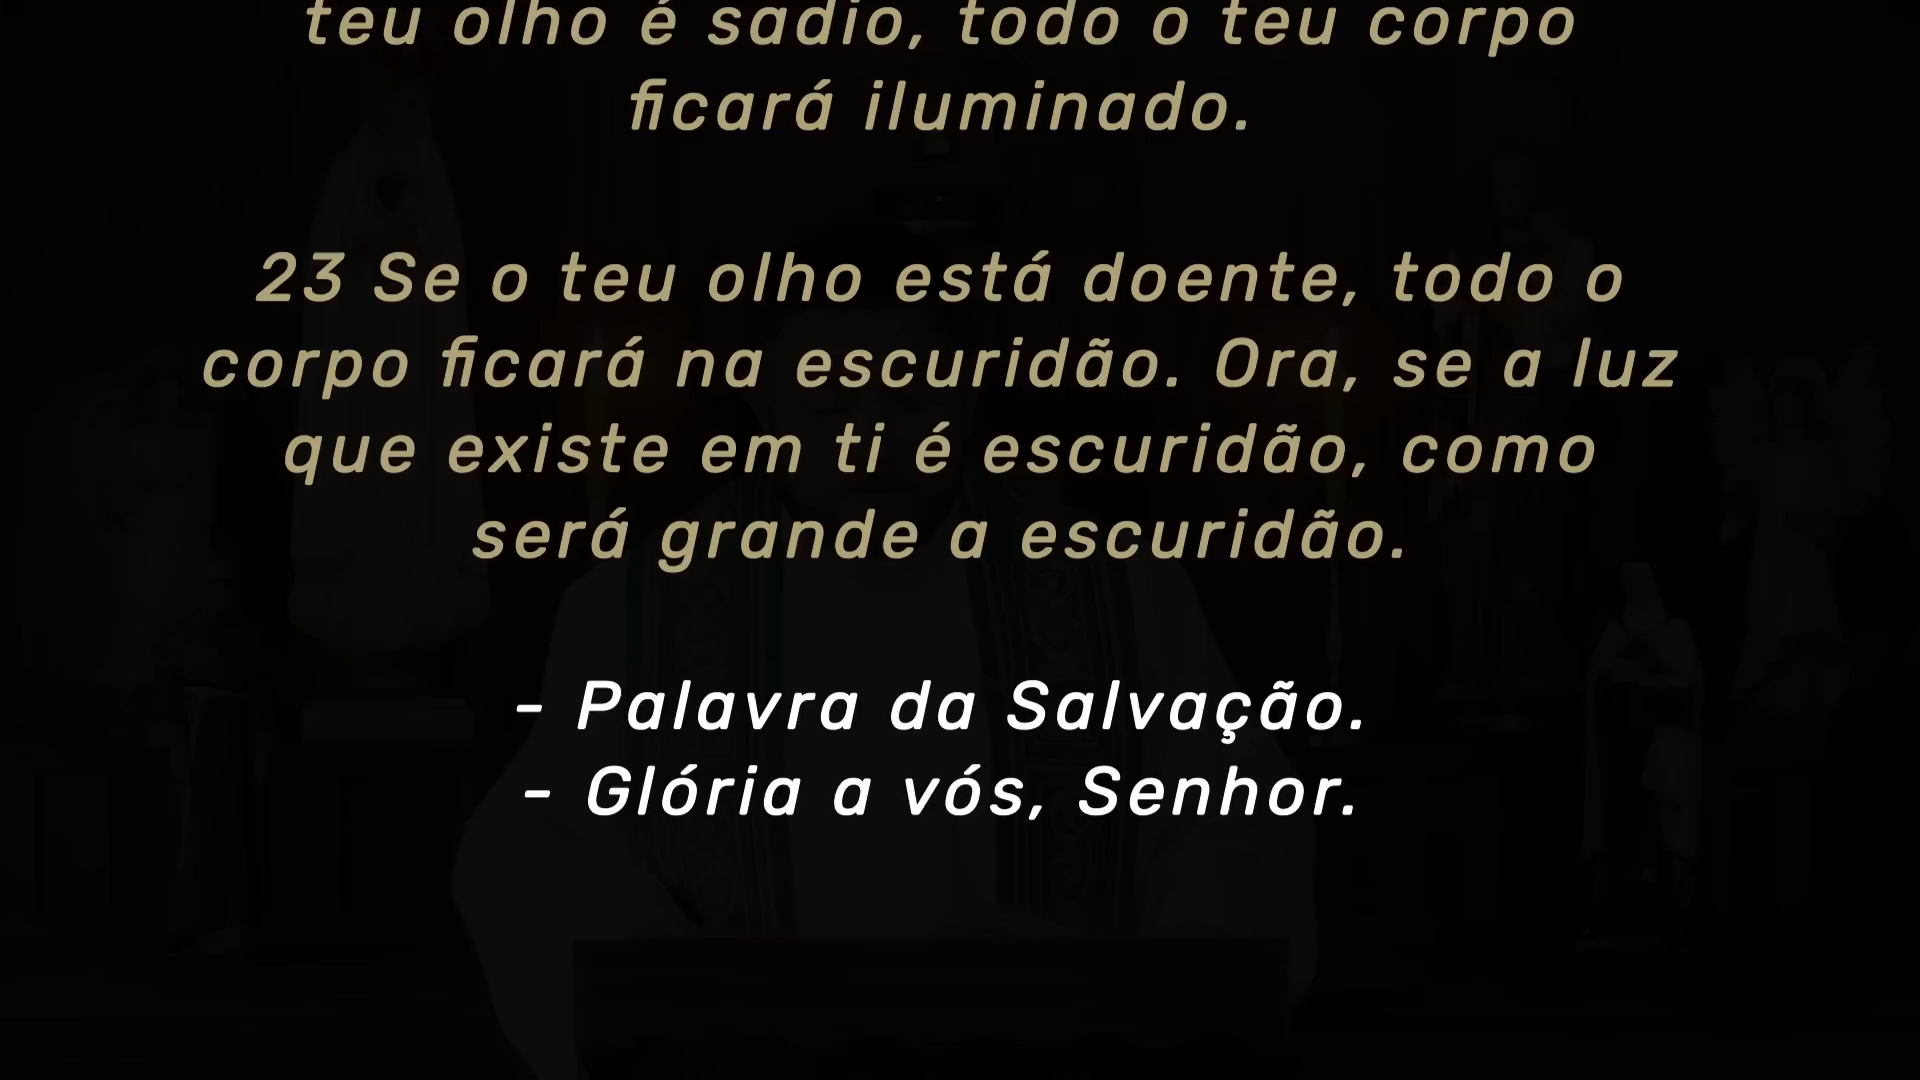 teu olho é sadio, todo o teu corpo
ficará iluminado.
23 Se o teu olho está doente, todo o
corpo ficará na escuridão. Ora, se a luz
que existe em ti é escuridão, como
será grande a escuridão.
- Palavra da Salvação.
- Glória a vós, Senhor.